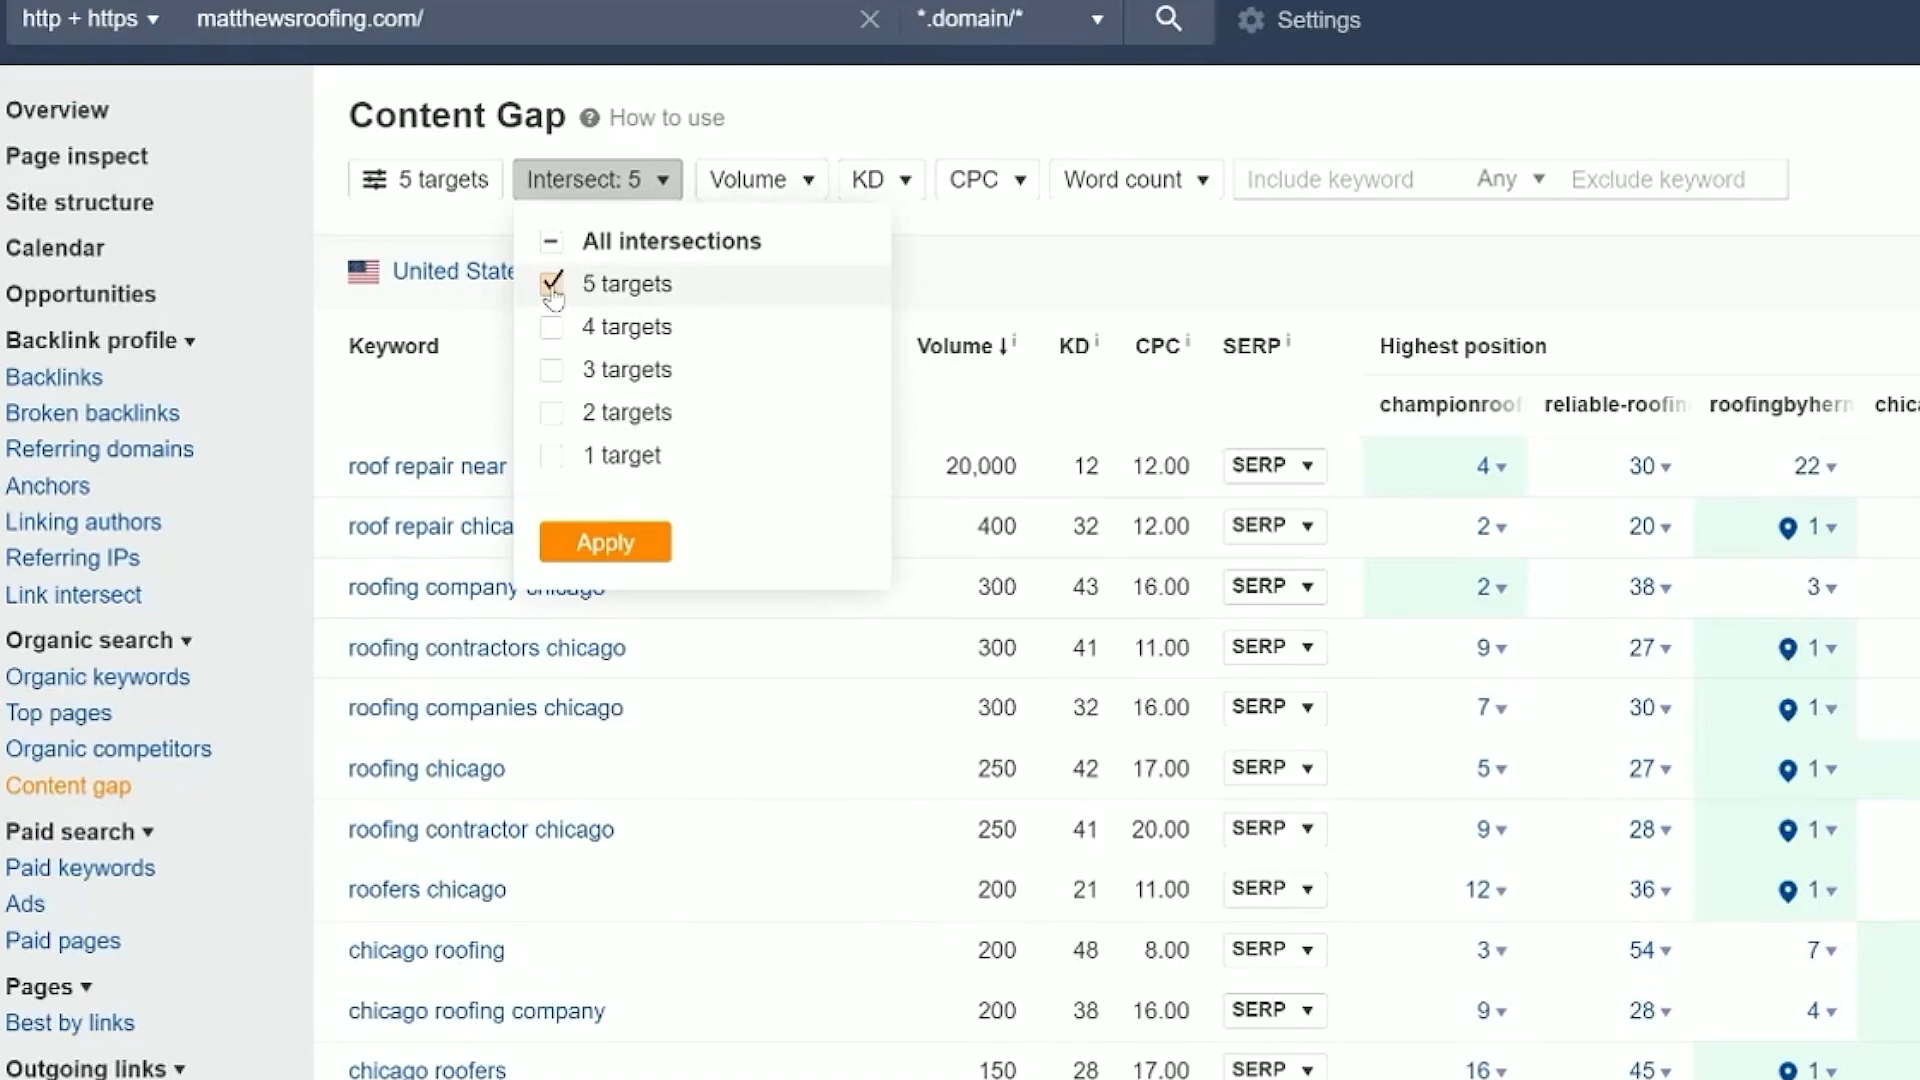 http + https ▾ matthewsroofing.com/ *.domain/* ▾ Settings
Overview
Page inspect
Site structure
Calendar
Opportunities
Backlink profile ▾
Backlinks
Broken backlinks
Referring domains
Anchors
Linking authors
Referring IPs
Link intersect
Organic search ▾
Organic keywords
Top pages
Organic competitors
Content gap
Paid search ▾
Paid keywords
Ads
Paid pages
Pages ▾
Best by links
Outgoing links ▾
Content Gap ? How to use
5 targets Intersect: 5 ▾ Volume ▾ KD ▾ CPC ▾ Word count ▾ Include keyword Any ▾ Exclude keyword
All intersections
5 targets
4 targets
3 targets
2 targets
1 target
Apply
United State
Keyword Volume ↓ i KD i CPC i SERP i Highest position
championroof reliable-roofin roofingbyhern chica
roof repair near 20,000 12 12.00 SERP ▾ 4 ▾ 30 ▾ 22 ▾
roof repair chica 400 32 12.00 SERP ▾ 2 ▾ 20 ▾ 1 ▾
roofing company chicago 300 43 16.00 SERP ▾ 2 ▾ 38 ▾ 3 ▾
roofing contractors chicago 300 41 11.00 SERP ▾ 9 ▾ 27 ▾ 1 ▾
roofing companies chicago 300 32 16.00 SERP ▾ 7 ▾ 30 ▾ 1 ▾
roofing chicago 250 42 17.00 SERP ▾ 5 ▾ 27 ▾ 1 ▾
roofing contractor chicago 250 41 20.00 SERP ▾ 9 ▾ 28 ▾ 1 ▾
roofers chicago 200 21 11.00 SERP ▾ 12 ▾ 36 ▾ 1 ▾
chicago roofing 200 48 8.00 SERP ▾ 3 ▾ 54 ▾ 7 ▾
chicago roofing company 200 38 16.00 SERP ▾ 9 ▾ 28 ▾ 4 ▾
chicago roofers 150 28 17.00 SERP ▾ 16 ▾ 45 ▾ 1 ▾